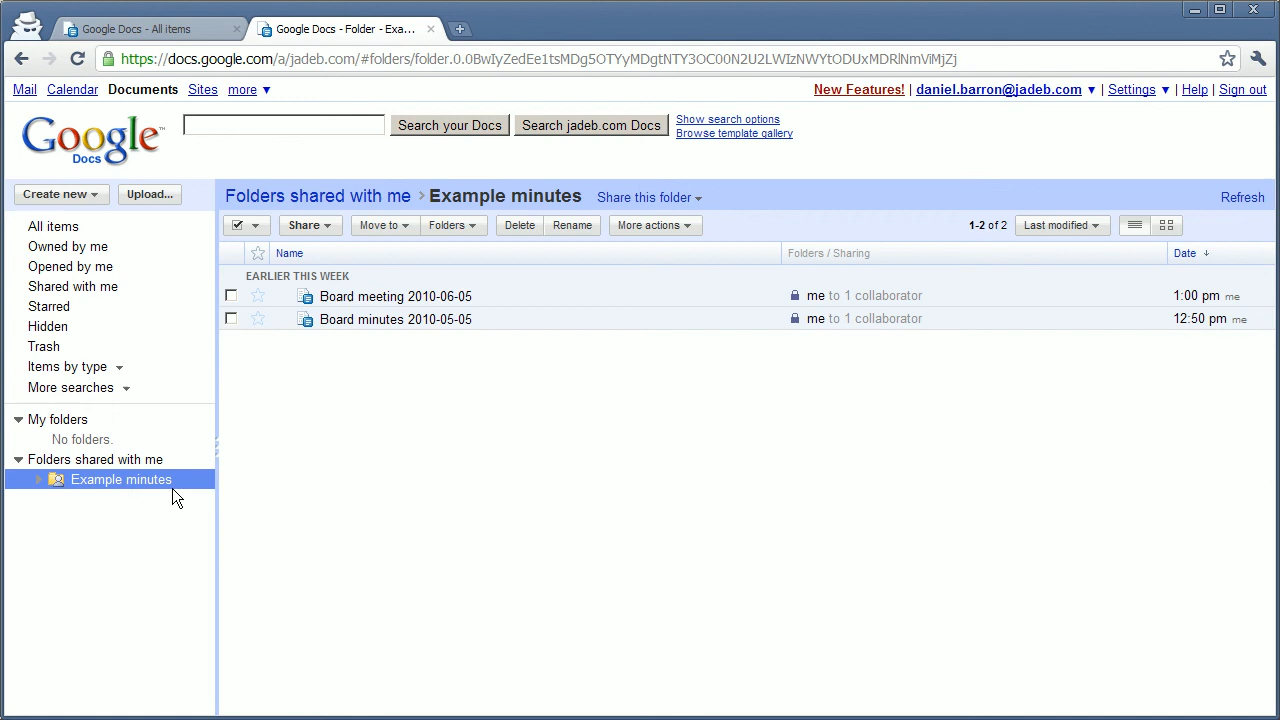 Google Docs - All items
Google Docs - Folder - Exa...
https://docs.google.com/a/jadeb.com/#folders/folder.0.0BwIyZedEe1tsMDg5OTYyMDgtNTY3OC00N2U2LWIzNWYtODUxMDRlNmViMjZj
Mail Calendar Documents Sites more ▼
New Features! | daniel.barron@jadeb.com ▼ | Settings ▼ | Help | Sign out
Google Docs
Search your Docs
Search jadeb.com Docs
Show search options
Browse template gallery
Create new
Upload...
Folders shared with me › Example minutes
Share this folder
Refresh
Share
Move to
Folders
Delete
Rename
More actions
1-2 of 2
Last modified
Name
Folders / Sharing
Date
EARLIER THIS WEEK
Board meeting 2010-06-05
me to 1 collaborator
1:00 pm me
Board minutes 2010-05-05
me to 1 collaborator
12:50 pm me
All items
Owned by me
Opened by me
Shared with me
Starred
Hidden
Trash
Items by type
More searches
My folders
No folders.
Folders shared with me
Example minutes